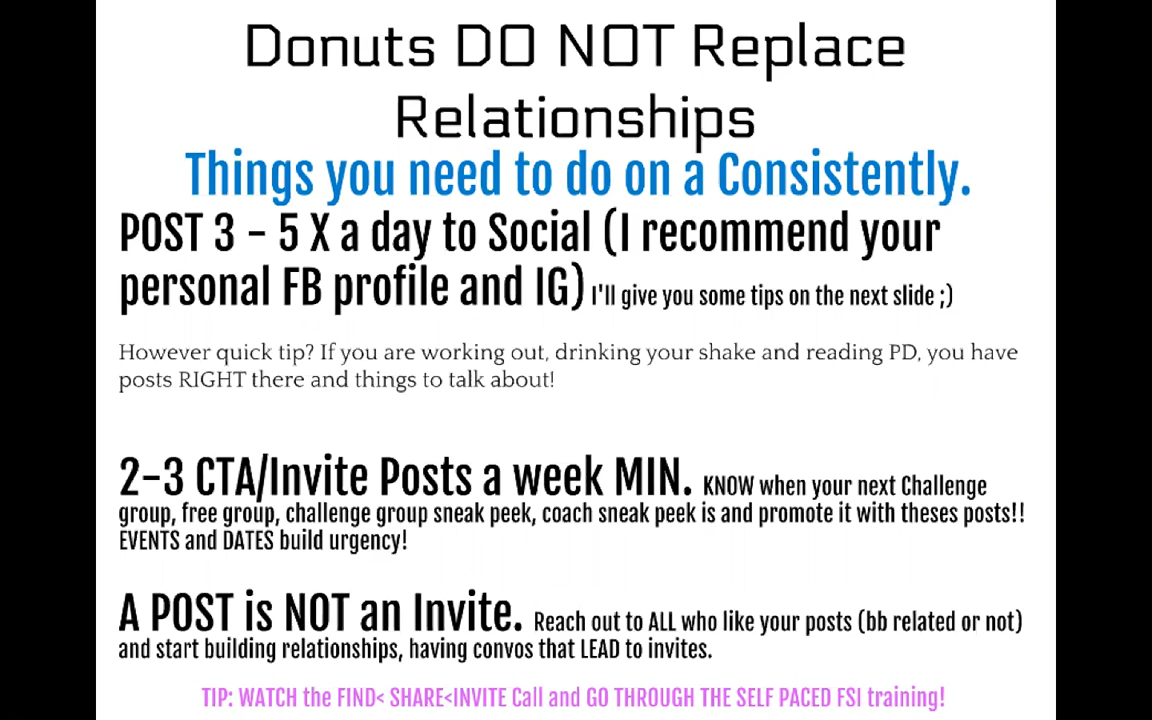 Donuts DO NOT Replace
Relationships
Things you need to do on a Consistently.
POST 3 - 5 X a day to Social (I recommend your
personal FB profile and IG) I'll give you some tips on the next slide ;)
However quick tip? If you are working out, drinking your shake and reading PD, you have
posts RIGHT there and things to talk about!
2-3 CTA/Invite Posts a week MIN. KNOW when your next Challenge
group, free group, challenge group sneak peek, coach sneak peek is and promote it with theses posts!!
EVENTS and DATES build urgency!
A POST is NOT an Invite. Reach out to ALL who like your posts (bb related or not)
and start building relationships, having convos that LEAD to invites.
TIP: WATCH the FIND< SHARE<INVITE Call and GO THROUGH THE SELF PACED FSI training!